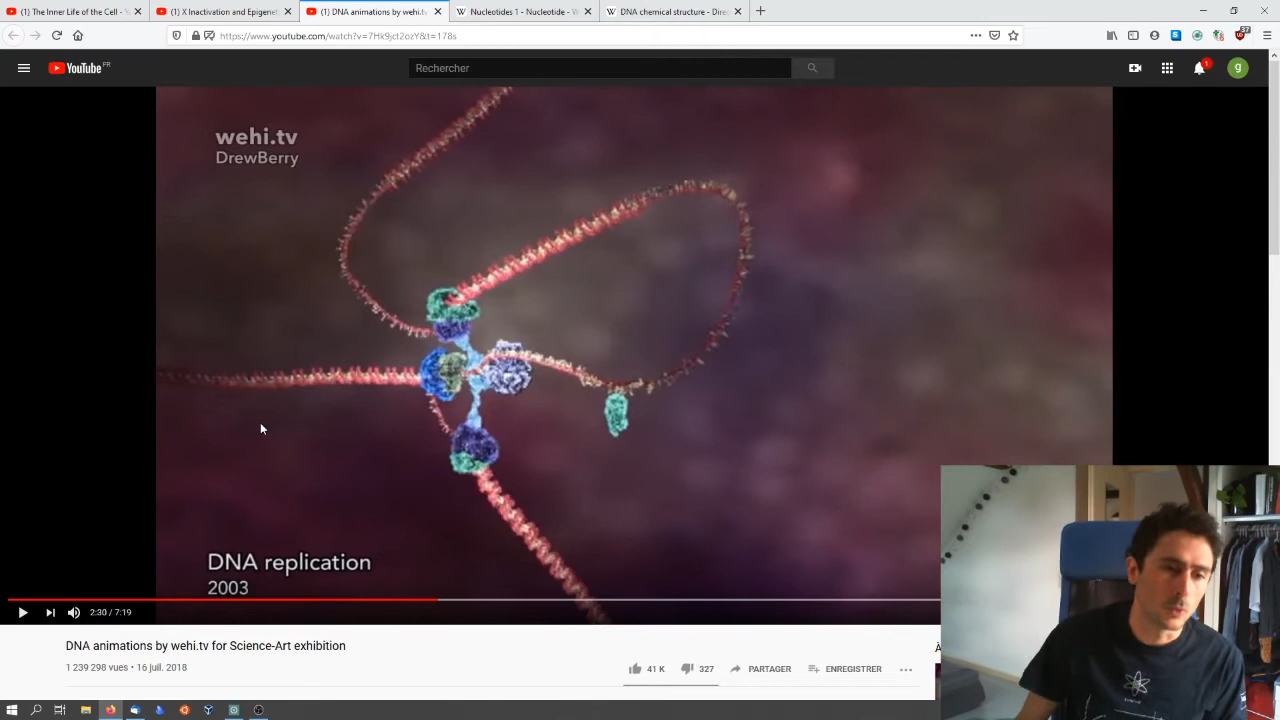 (1) The Inner Life of the Cell - Y
(1) X Inactivation and Epigenet
(1) DNA animations by wehi.tv
Nucleotides 1 - Nucleotide - W
DNA chemical structure - Dire
https://www.youtube.com/watch?v=7Hk9jct2ozY&t=178s
37
YouTube FR
Rechercher
1
g
wehi.tv
DrewBerry
DNA replication
2003
2:30 / 7:19
DNA animations by wehi.tv for Science-Art exhibition
1 239 298 vues • 16 juil. 2018
41 K
327
PARTAGER
ENREGISTRER
À